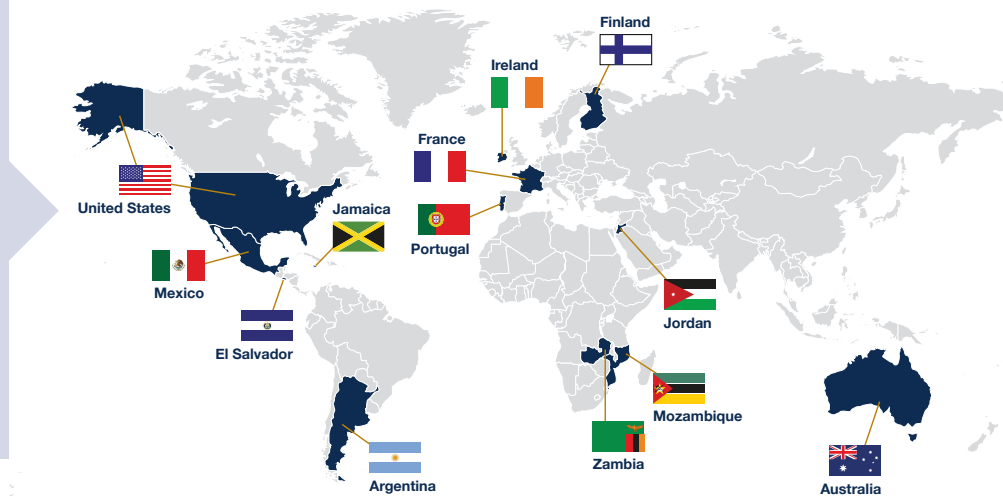 Finland
Ireland
France
United States
Jamaica
Portugal
Mexico
Jordan
El Salvador
Mozambique
Zambia
Argentina
Australia